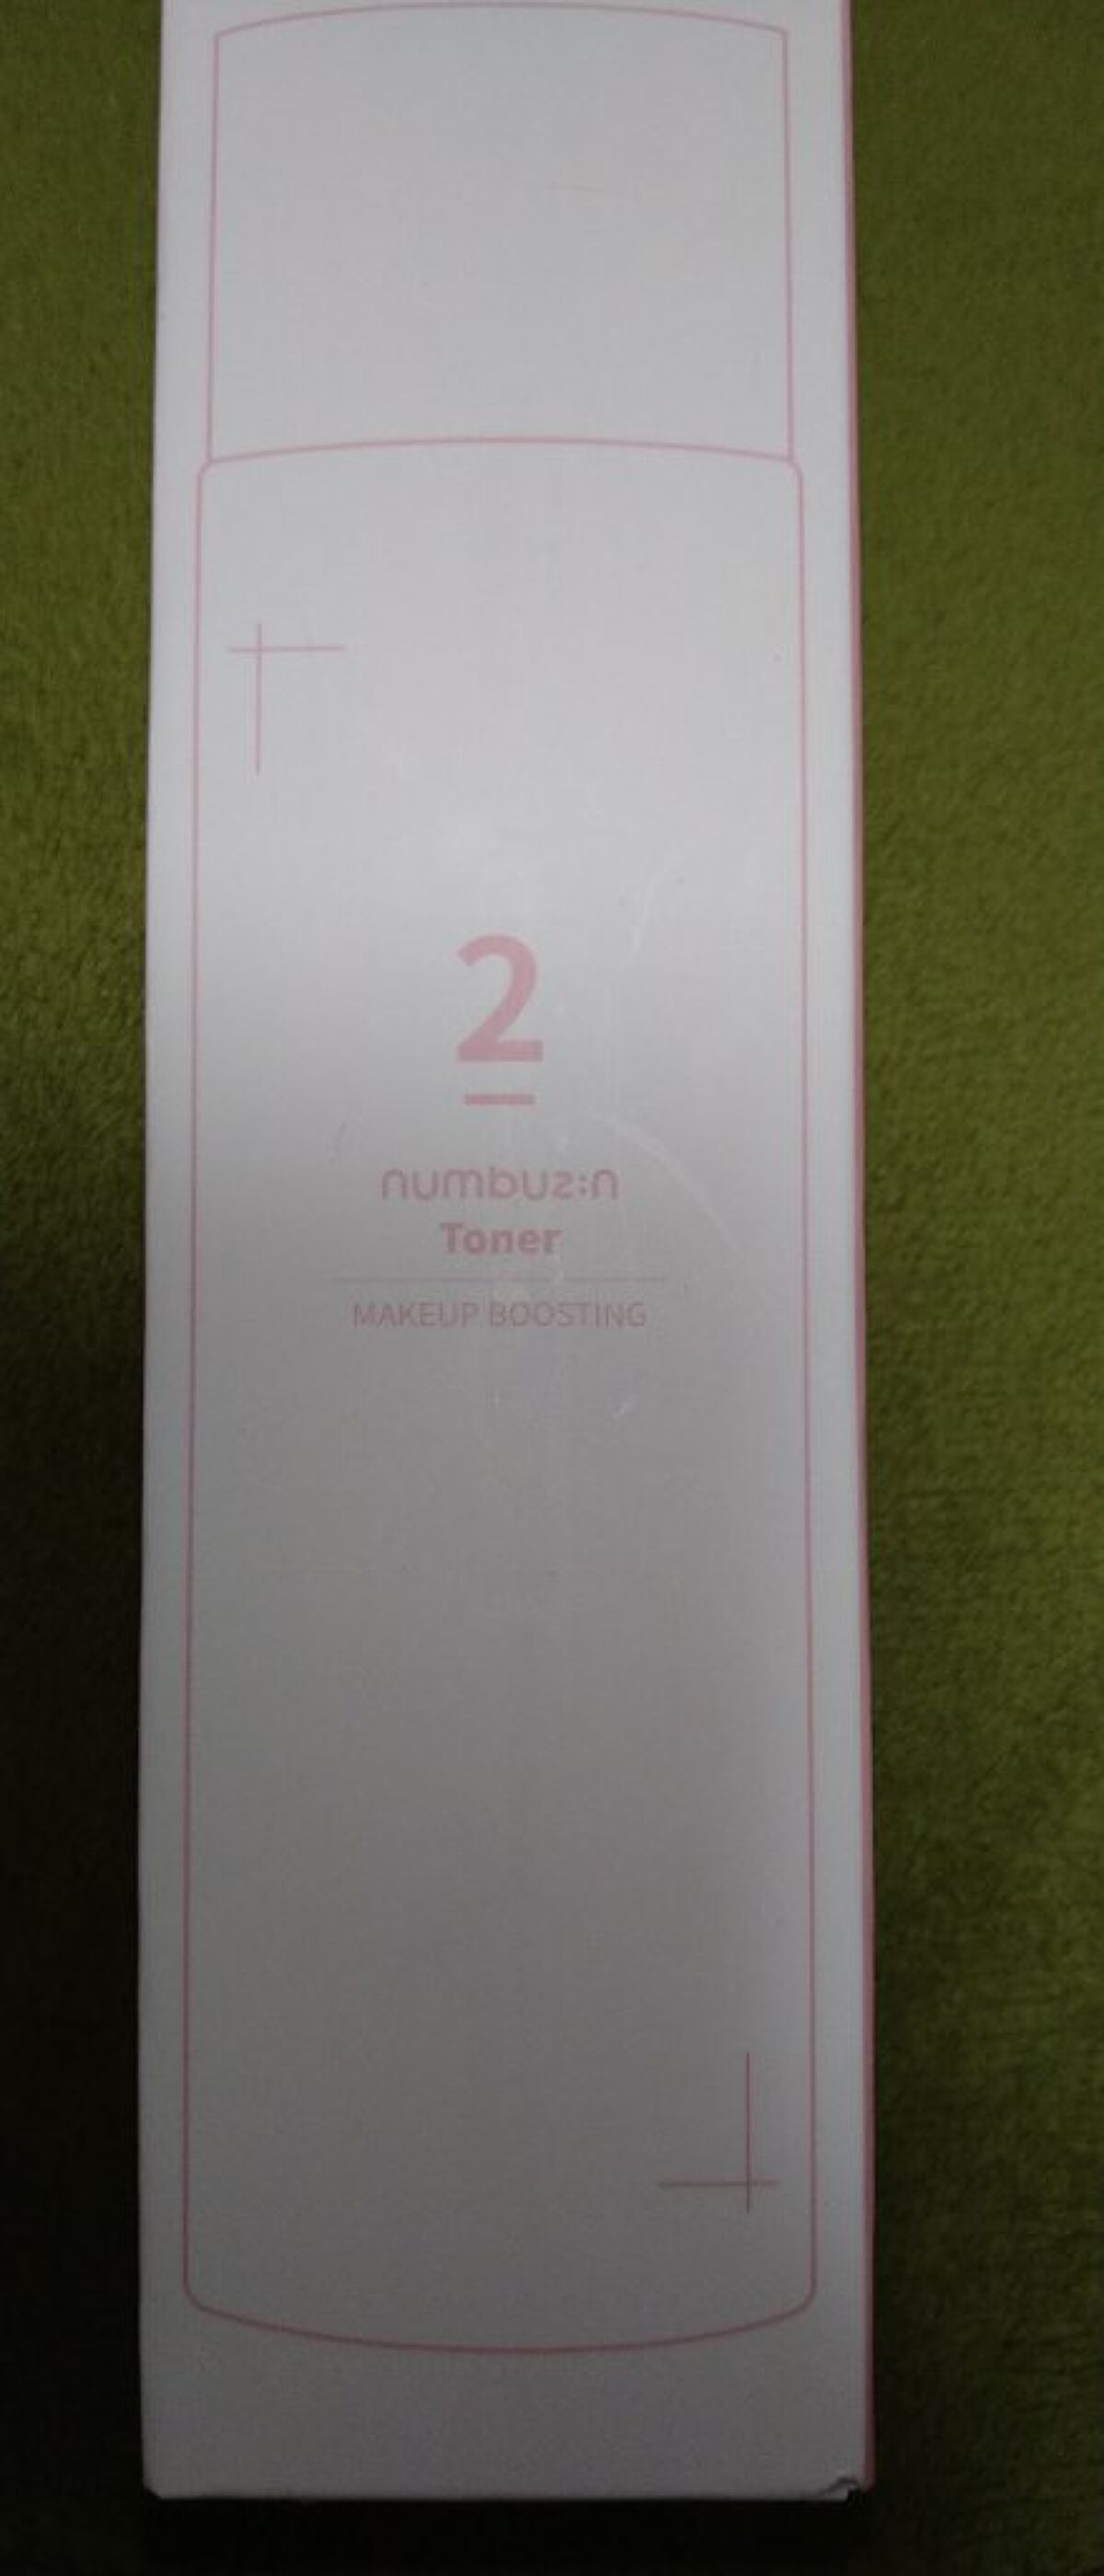 2
numbuz:n
Toner
MAKEUP BOOSTING